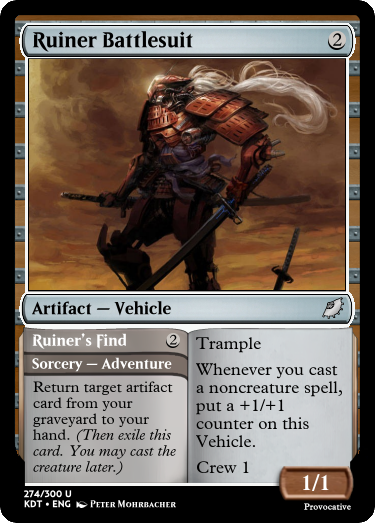 Ruiner Battlesuit 2
Artifact — Vehicle
Ruiner's Find 2
Sorcery — Adventure
Return target artifact
card from your
graveyard to your
hand. (Then exile this
card. You may cast the
creature later.)
Trample
Whenever you cast
a noncreature spell,
put a +1/+1
counter on this
Vehicle.
Crew 1
1/1
274/300 U
KDT • ENG Peter Mohrbacher
Provocative